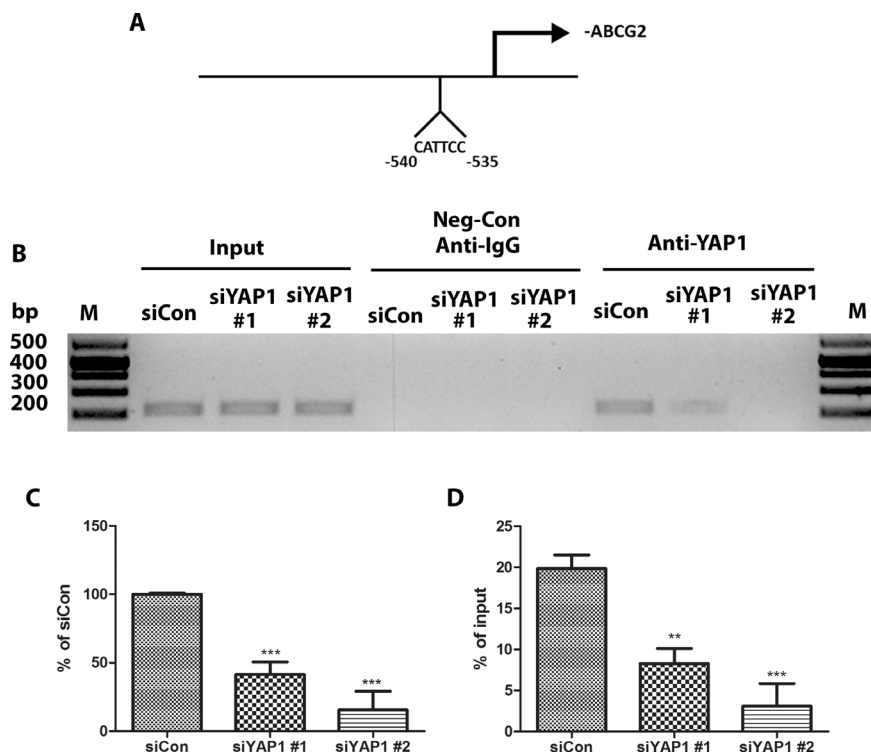 A
-ABCG2
CATTCC
-540 -535
B
Input
Neg-Con
Anti-IgG
Anti-YAP1
bp M siCon siYAP1 #1 siYAP1 #2 siCon siYAP1 #1 siYAP1 #2 siCon siYAP1 #1 siYAP1 #2 M
500
400
300
200
C
% of siCon
150
100
50
0
***
***
siCon siYAP1 #1 siYAP1 #2
D
% of input
25
20
15
10
5
0
**
***
siCon siYAP1 #1 siYAP1 #2